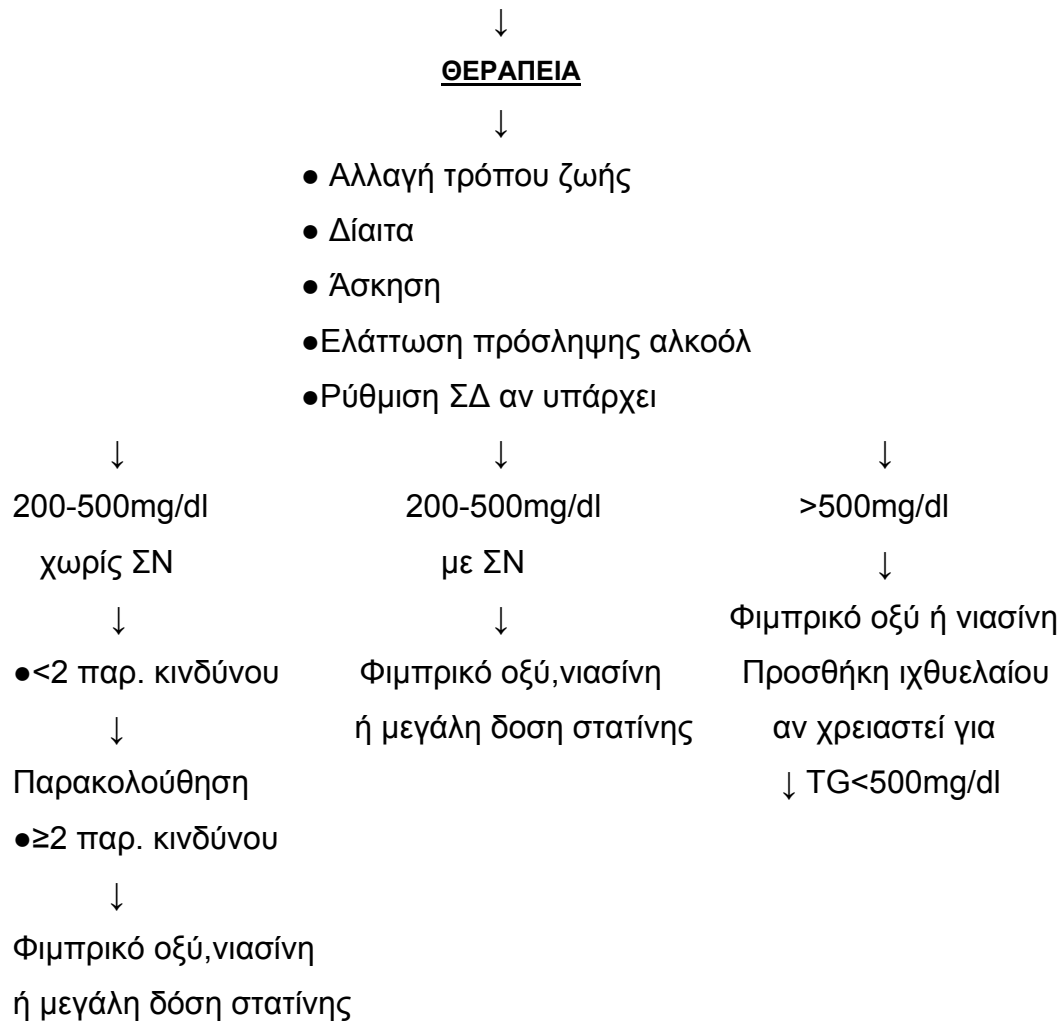 ↓
ΘΕΡΑΠΕΙΑ
↓
● Αλλαγή τρόπου ζωής
● Δίαιτα
● Άσκηση
●Ελάττωση πρόσληψης αλκοόλ
●Ρύθμιση ΣΔ αν υπάρχει
↓ ↓ ↓
200-500mg/dl 200-500mg/dl >500mg/dl
χωρίς ΣΝ με ΣΝ ↓
↓ ↓ Φιμπρικό οξύ ή νιασίνη
●<2 παρ. κινδύνου Φιμπρικό οξύ,νιασίνη Προσθήκη ιχθυελαίου
↓ ή μεγάλη δοση στατίνης αν χρειαστεί για
Παρακολούθηση ↓ TG<500mg/dl
●≥2 παρ. κινδύνου
↓
Φιμπρικό οξύ,νιασίνη
ή μεγάλη δόση στατίνης